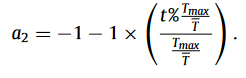 a₂ = −1 − 1 × ( (t% (T_max / T̅)) / (T_max / T̅) ) .